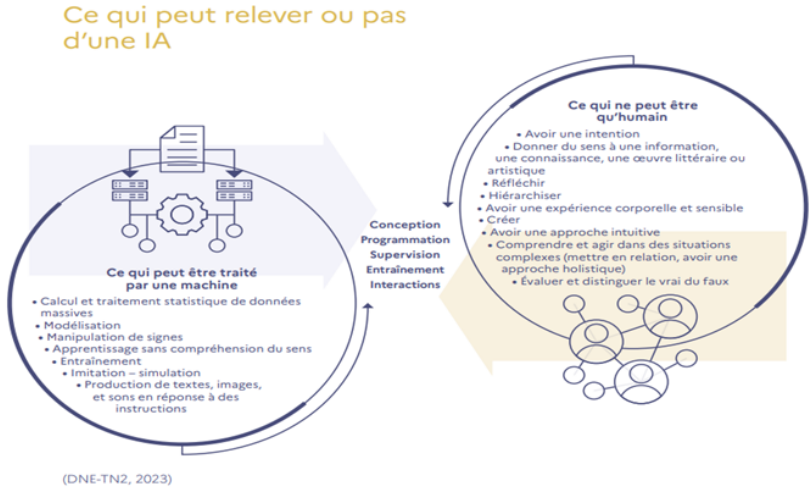 Ce qui peut relever ou pas
d'une IA
Ce qui peut être traité
par une machine
• Calcul et traitement statistique de données
massives
• Modélisation
• Manipulation de signes
• Apprentissage sans compréhension du sens
• Entraînement
• Imitation – simulation
• Production de textes, images,
et sons en réponse à des
instructions
Conception
Programmation
Supervision
Entraînement
Interactions
Ce qui ne peut être
qu'humain
• Avoir une intention
• Donner du sens à une information,
une connaissance, une œuvre littéraire ou
artistique
• Réfléchir
• Hiérarchiser
• Avoir une expérience corporelle et sensible
• Créer
• Avoir une approche intuitive
• Comprendre et agir dans des situations
complexes (mettre en relation, avoir une
approche holistique)
• Évaluer et distinguer le vrai du faux
(DNE-TN2, 2023)